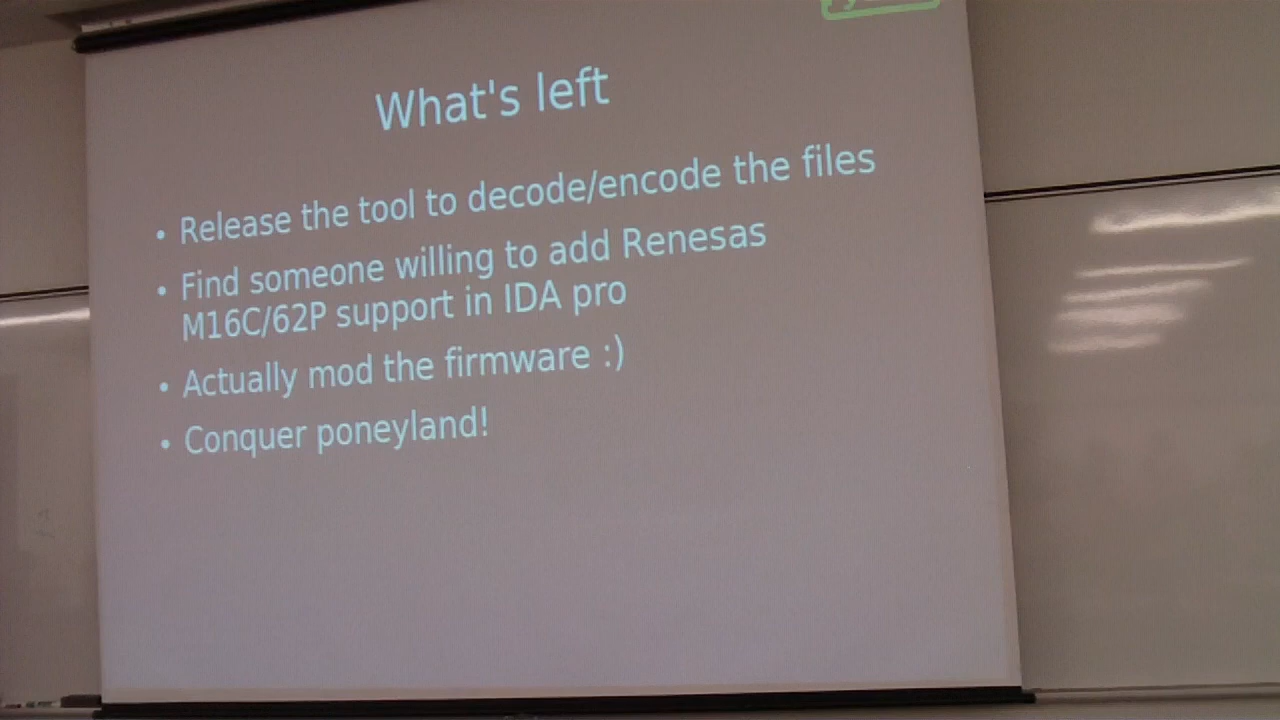 What's left
• Release the tool to decode/encode the files
• Find someone willing to add Renesas
M16C/62P support in IDA pro
• Actually mod the firmware :)
• Conquer poneyland!